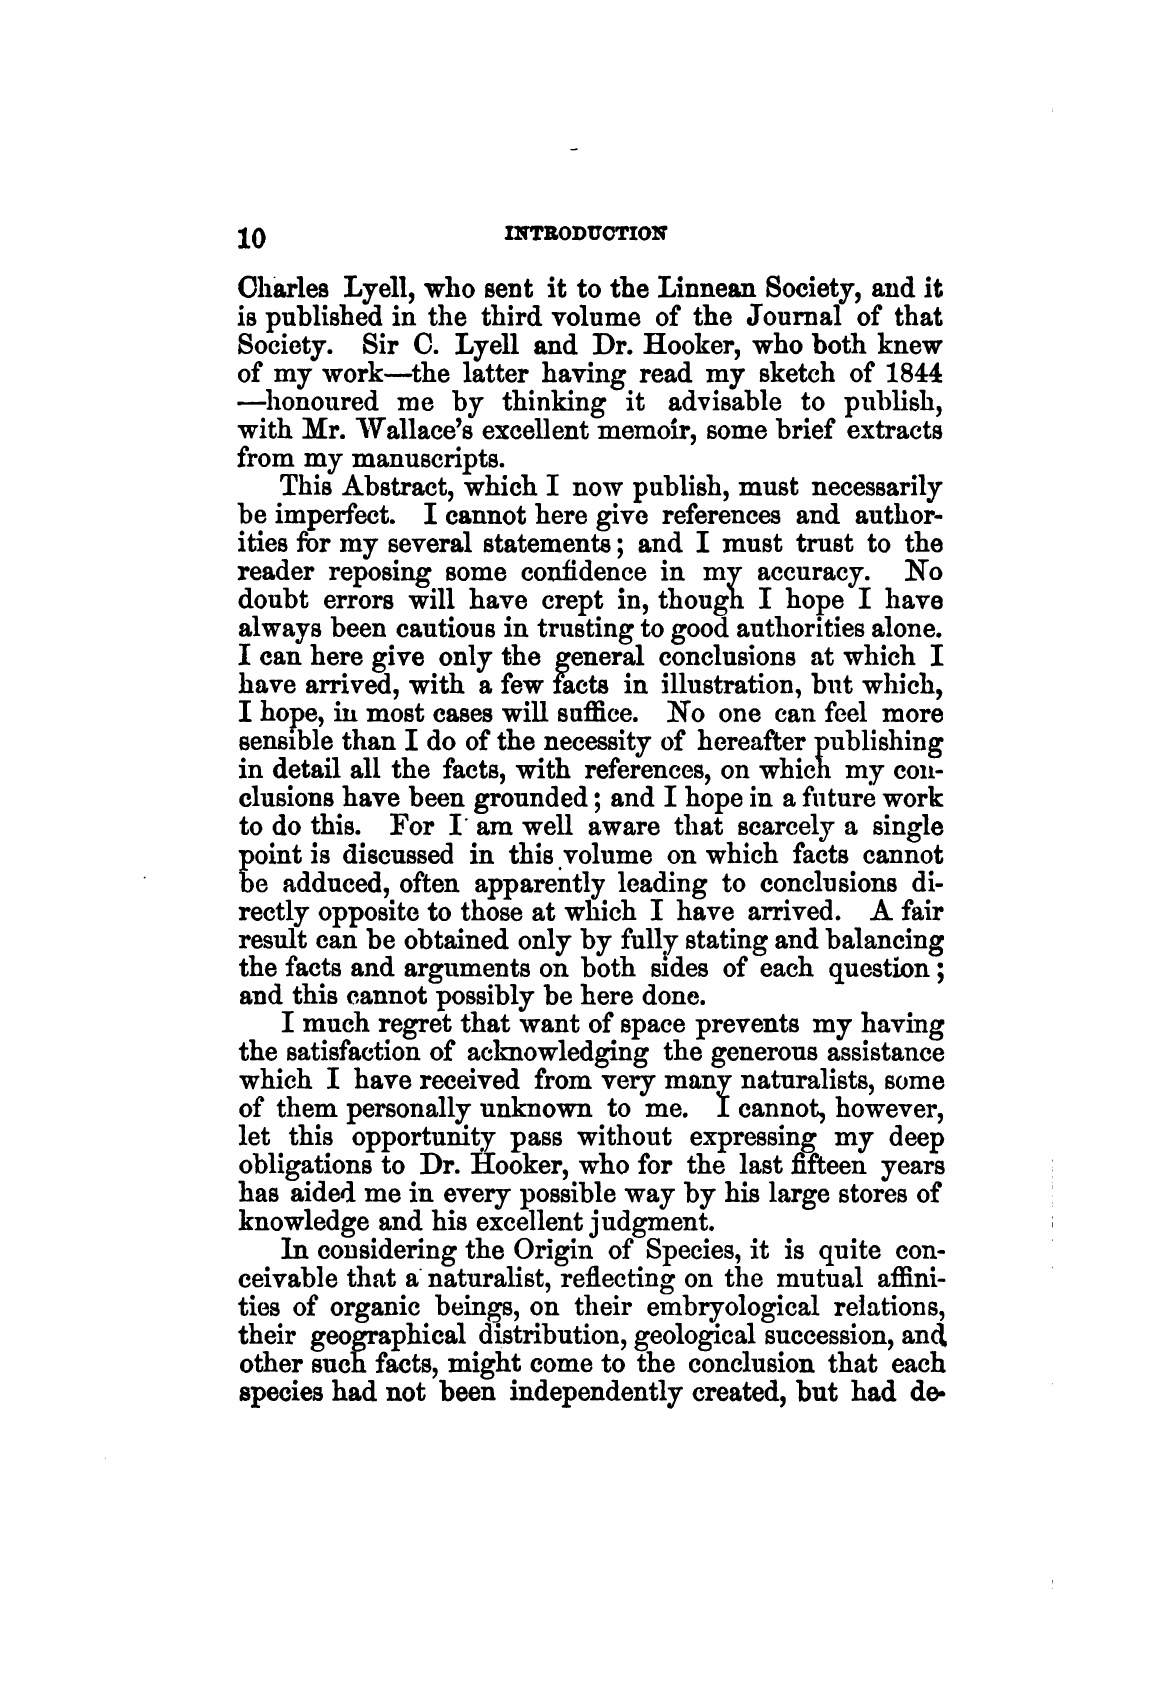 10 INTRODUCTION
Charles Lyell, who sent it to the Linnean Society, and it
is published in the third volume of the Journal of that
Society. Sir C. Lyell and Dr. Hooker, who both knew
of my work—the latter having read my sketch of 1844
—honoured me by thinking it advisable to publish,
with Mr. Wallace's excellent memoir, some brief extracts
from my manuscripts.
This Abstract, which I now publish, must necessarily
be imperfect. I cannot here give references and author-
ities for my several statements; and I must trust to the
reader reposing some confidence in my accuracy. No
doubt errors will have crept in, though I hope I have
always been cautious in trusting to good authorities alone.
I can here give only the general conclusions at which I
have arrived, with a few facts in illustration, but which,
I hope, in most cases will suffice. No one can feel more
sensible than I do of the necessity of hereafter publishing
in detail all the facts, with references, on which my con-
clusions have been grounded; and I hope in a future work
to do this. For I am well aware that scarcely a single
point is discussed in this volume on which facts cannot
be adduced, often apparently leading to conclusions di-
rectly opposite to those at which I have arrived. A fair
result can be obtained only by fully stating and balancing
the facts and arguments on both sides of each question;
and this cannot possibly be here done.
I much regret that want of space prevents my having
the satisfaction of acknowledging the generous assistance
which I have received from very many naturalists, some
of them personally unknown to me. I cannot, however,
let this opportunity pass without expressing my deep
obligations to Dr. Hooker, who for the last fifteen years
has aided me in every possible way by his large stores of
knowledge and his excellent judgment.
In considering the Origin of Species, it is quite con-
ceivable that a naturalist, reflecting on the mutual affini-
ties of organic beings, on their embryological relations,
their geographical distribution, geological succession, and
other such facts, might come to the conclusion that each
species had not been independently created, but had de-